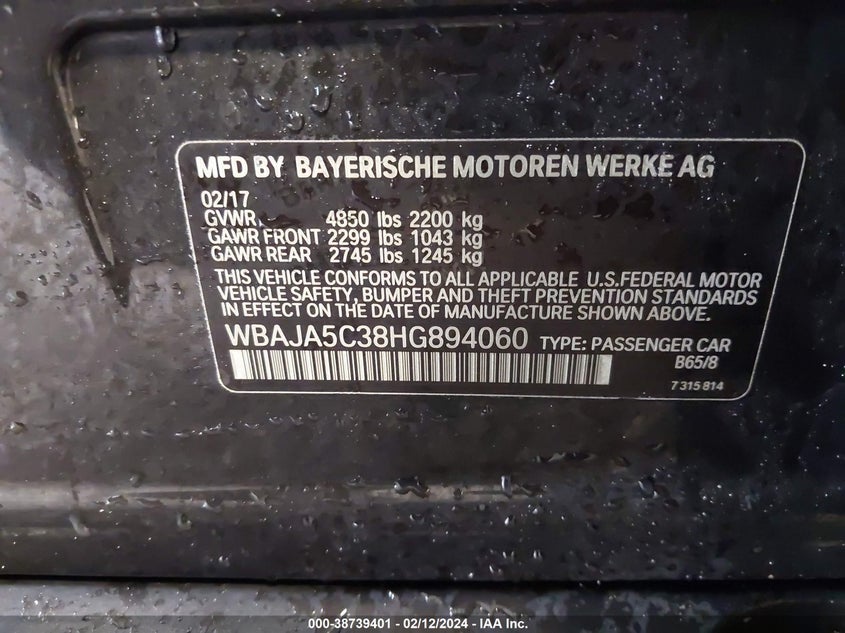 MFD BY BAYERISCHE MOTOREN WERKE AG
02/17
GVWR. 4850 lbs 2200 kg
GAWR FRONT 2299 lbs 1043 kg
GAWR REAR 2745 lbs 1245 kg
THIS VEHICLE CONFORMS TO ALL APPLICABLE U.S.FEDERAL MOTOR
VEHICLE SAFETY, BUMPER AND THEFT PREVENTION STANDARDS
IN EFFECT ON THE DATE OF MANUFACTURE SHOWN ABOVE.
WBAJA5C38HG894060 TYPE: PASSENGER CAR
B65/8
7 315 814
000-38739401 - 02/12/2024 - IAA Inc.